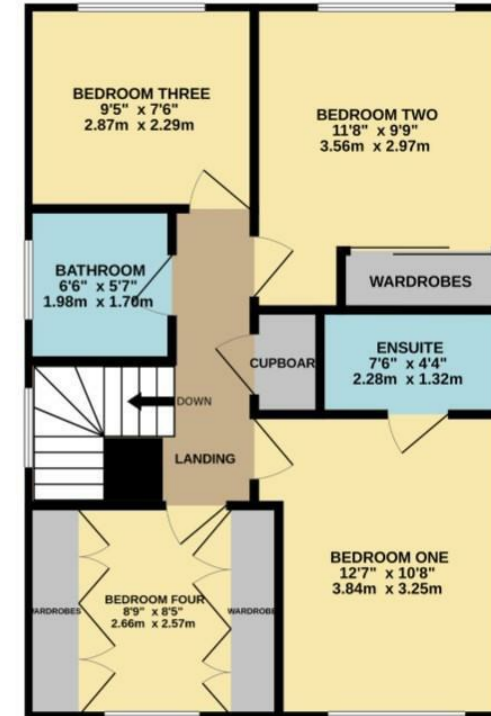 BEDROOM THREE
9'5" x 7'6"
2.87m x 2.29m
BEDROOM TWO
11'8" x 9'9"
3.56m x 2.97m
BATHROOM
6'6" x 5'7"
1.98m x 1.70m
WARDROBES
CUPBOAR
ENSUITE
7'6" x 4'4"
2.28m x 1.32m
DOWN
LANDING
BEDROOM ONE
12'7" x 10'8"
3.84m x 3.25m
WARDROBES
BEDROOM FOUR
8'9" x 8'5"
2.66m x 2.57m
WARDROBE